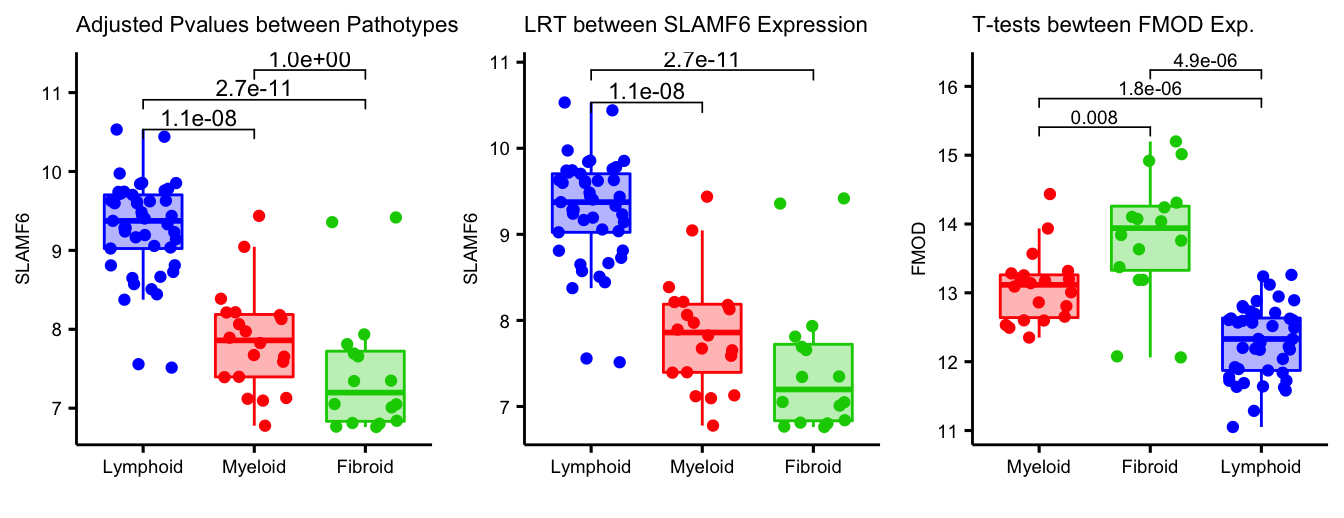 Adjusted Pvalues between Pathotypes
SLAMF6
11
10
9
8
7
1.0e+00
2.7e-11
1.1e-08
Lymphoid Myeloid Fibroid
LRT between SLAMF6 Expression
SLAMF6
11
10
9
8
7
2.7e-11
1.1e-08
Lymphoid Myeloid Fibroid
T-tests bewteen FMOD Exp.
FMOD
16
15
14
13
12
11
4.9e-06
1.8e-06
0.008
Myeloid Fibroid Lymphoid